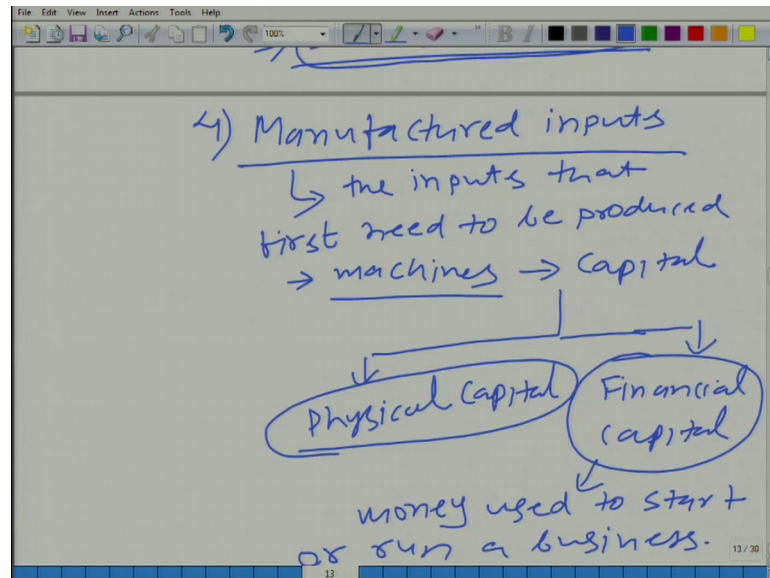 File Edit View Insert Actions Tools Help
100%
4) Manufactured inputs
↳ the inputs that
first need to be produced
→ machines → Capital
Physical Capital
Financial
Capital
money used to start
or run a business.
13 / 30
13